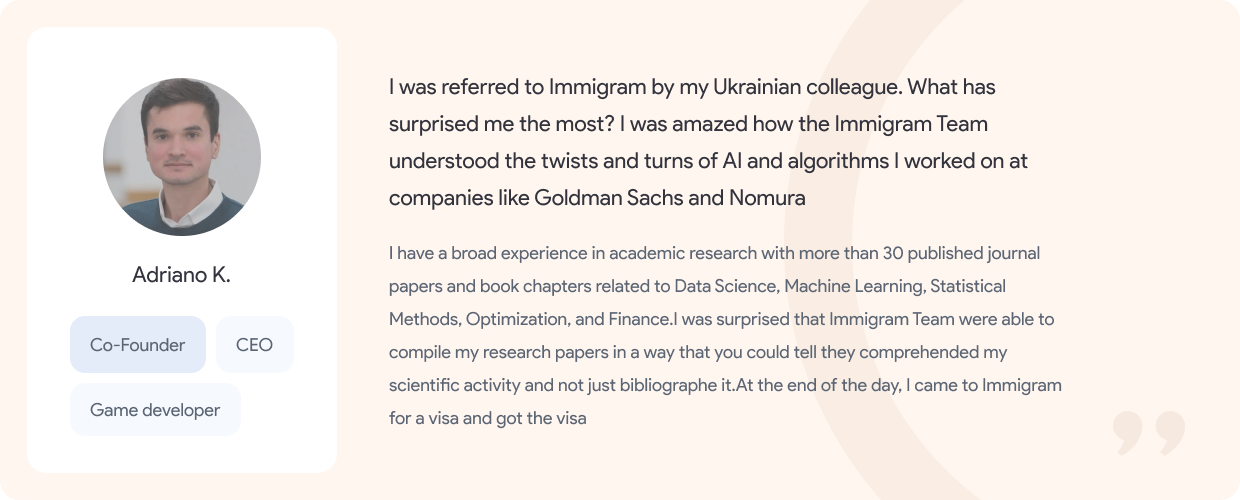 Adriano K.
Co-Founder
CEO
Game developer
I was referred to Immigram by my Ukrainian colleague. What has
surprised me the most? I was amazed how the Immigram Team
understood the twists and turns of AI and algorithms I worked on at
companies like Goldman Sachs and Nomura
I have a broad experience in academic research with more than 30 published journal
papers and book chapters related to Data Science, Machine Learning, Statistical
Methods, Optimization, and Finance.I was surprised that Immigram Team were able to
compile my research papers in a way that you could tell they comprehended my
scientific activity and not just bibliographe it.At the end of the day, I came to Immigram
for a visa and got the visa
”